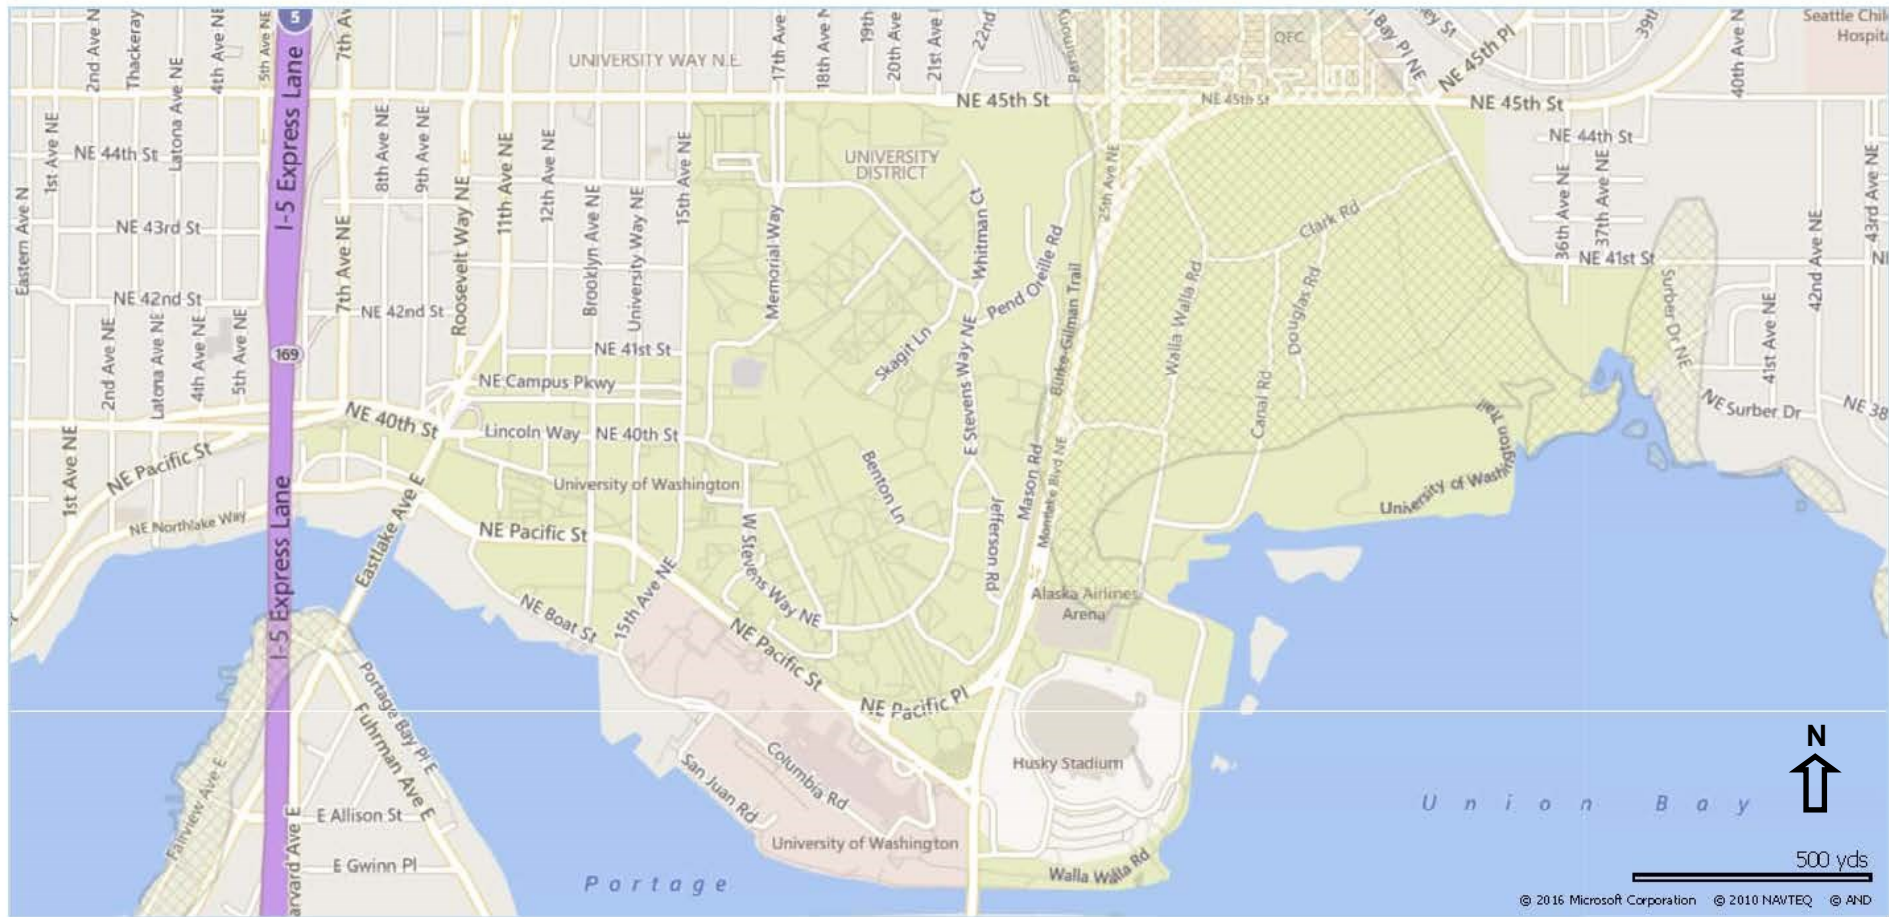 5
2nd Ave N
Thackeray
4th Ave NE
5th Ave NE
7th Av
17th Ave
18th Ave N
19th
20th Ave
21st Ave
22nd
Bay Pl NE
NE 45th Pl
39th
40th Ave N
Seattle Chil
Hospita
UNIVERSITY WAY N.E.
QFC
Latona Ave NE
I-5 Express Lane
NE 45th St
NE 45th St
NE 45th St
1st Ave NE
NE 44th St
8th Ave NE
9th Ave NE
11th Ave NE
12th Ave NE
15th Ave NE
UNIVERSITY
DISTRICT
25th Ave NE
NE 44th St
36th Ave NE
37th Ave NE
43rd Ave NE
Eastern Ave N
NE 43rd St
7th Ave NE
Roosevelt Way NE
Brooklyn Ave NE
University Way NE
Memorial Way
Whitman Ct
Pend Oreille Rd
Clark Rd
NE 41st St
42nd Ave NE
NE 42nd St
NE 42nd St
Burke-Gilman Trail
Walla Walla Rd
Douglas Rd
Surber Dr NE
41st Ave NE
2nd Ave NE
Latona Ave NE
4th Ave NE
5th Ave NE
169
NE 41st St
Skagit Ln
E Stevens Way NE
NE Campus Pkwy
NE 40th St
Lincoln Way
NE 40th St
Canal Rd
NE Surber Dr
NE 38
1st Ave NE
NE Pacific St
University of Washington
Benton Ln
Mason Rd
Montlake Blvd NE
University of Washington Trail
NE Northlake Way
I-5 Express Lane
Eastlake Ave E
NE Pacific St
W Stevens Way NE
Jefferson Rd
NE Boat St
15th Ave NE
Alaska Airlines
Arena
NE Pacific St
NE Pacific Pl
Portage Bay Pl E
Fuhrman Ave E
Fairview Ave E
Columbia Rd
San Juan Rd
Husky Stadium
N
Union Bay
E Allison St
arvard Ave E
University of Washington
E Gwinn Pl
Portage
Walla Walla Rd
500 yds
© 2016 Microsoft Corporation © 2010 NAVTEQ © AND